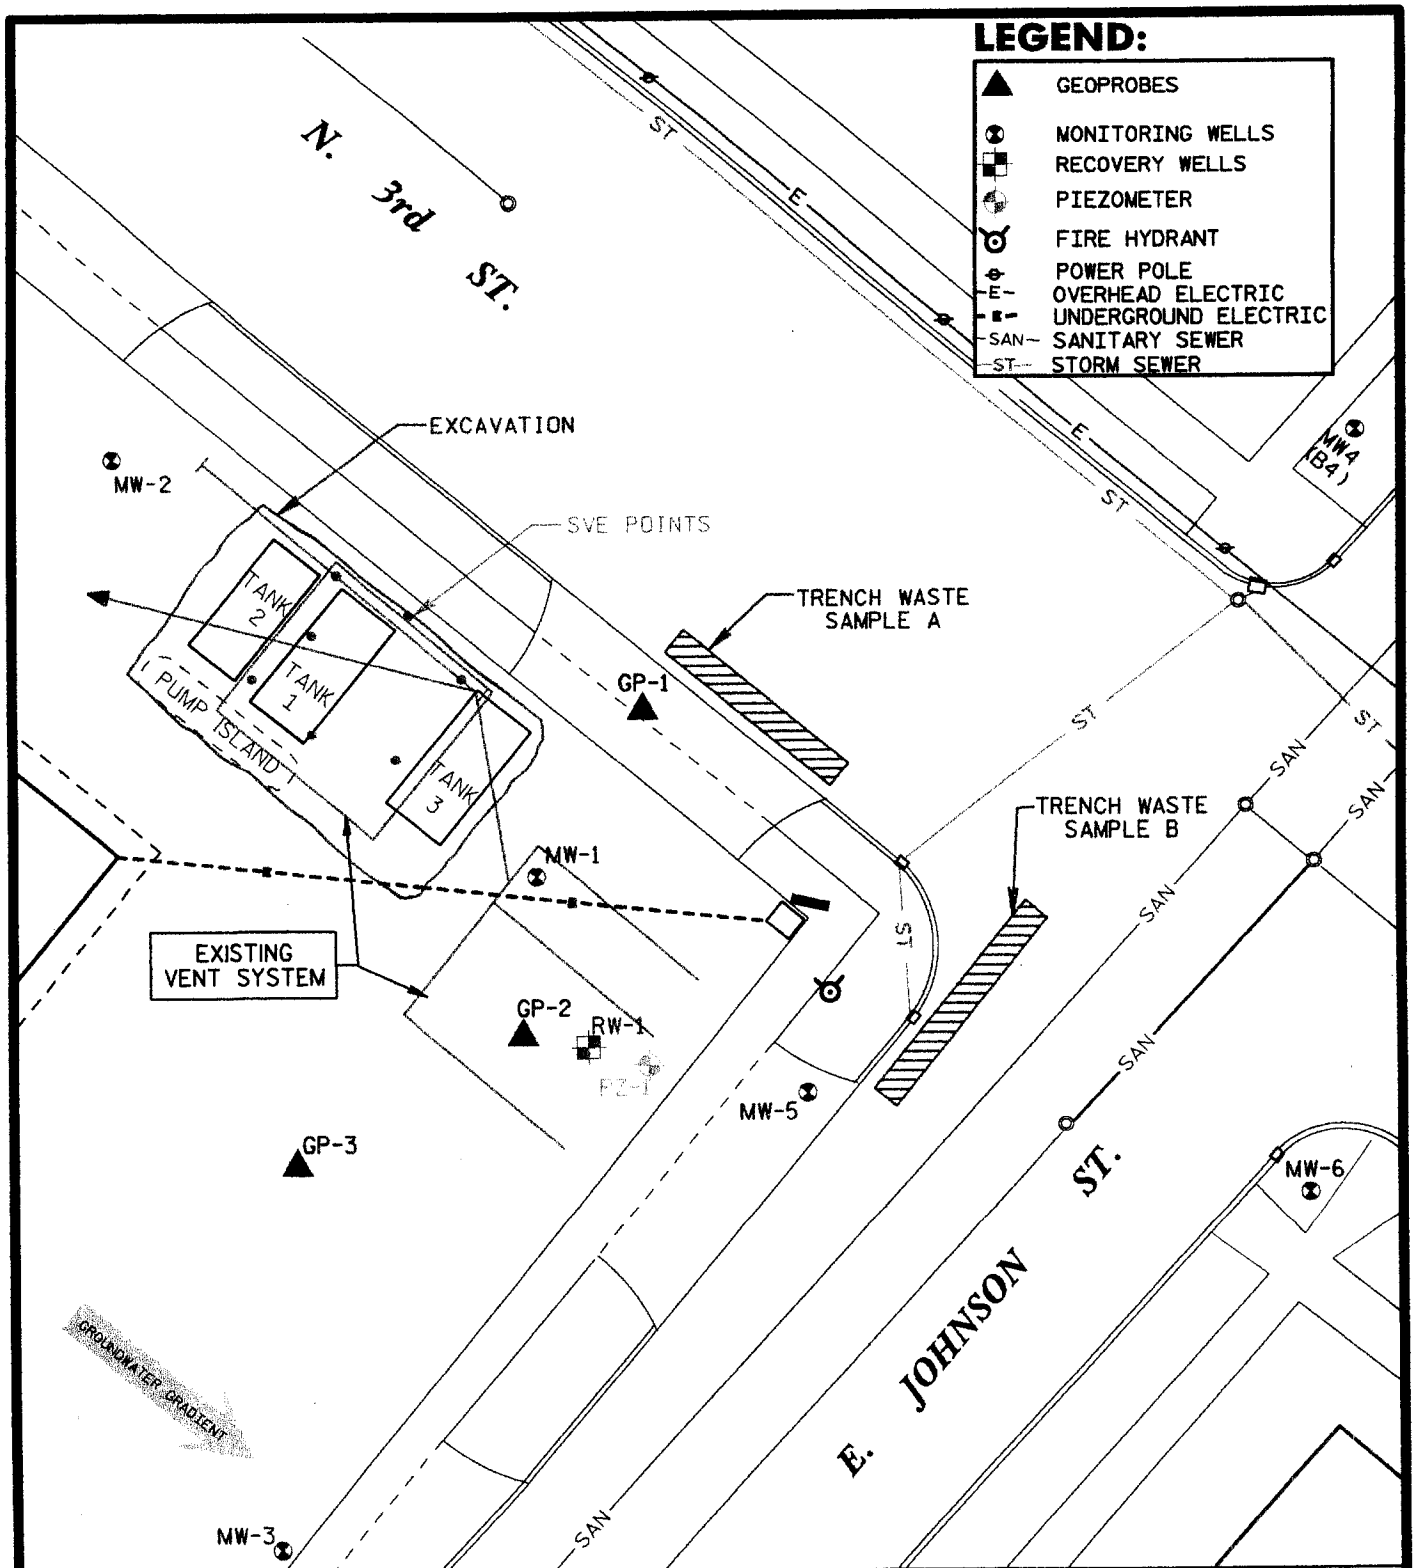 LEGEND:
GEOPROBES
MONITORING WELLS
RECOVERY WELLS
PIEZOMETER
FIRE HYDRANT
POWER POLE
-E- OVERHEAD ELECTRIC
UNDERGROUND ELECTRIC
-SAN- SANITARY SEWER
-ST- STORM SEWER
N. 3rd ST.
ST
E
E
ST
MW4
(B4)
EXCAVATION
MW-2
SVE POINTS
TANK
2
TANK
1
TANK
3
PUMP ISLAND
TRENCH WASTE
SAMPLE A
GP-1
ST
ST
SAN
SAN
TRENCH WASTE
SAMPLE B
MW-1
SAN
ST
EXISTING
VENT SYSTEM
GP-2
RW-1
PZ-1
MW-5
SAN
GP-3
MW-6
E. JOHNSON ST.
GROUNDWATER GRADIENT
MW-3
SAN